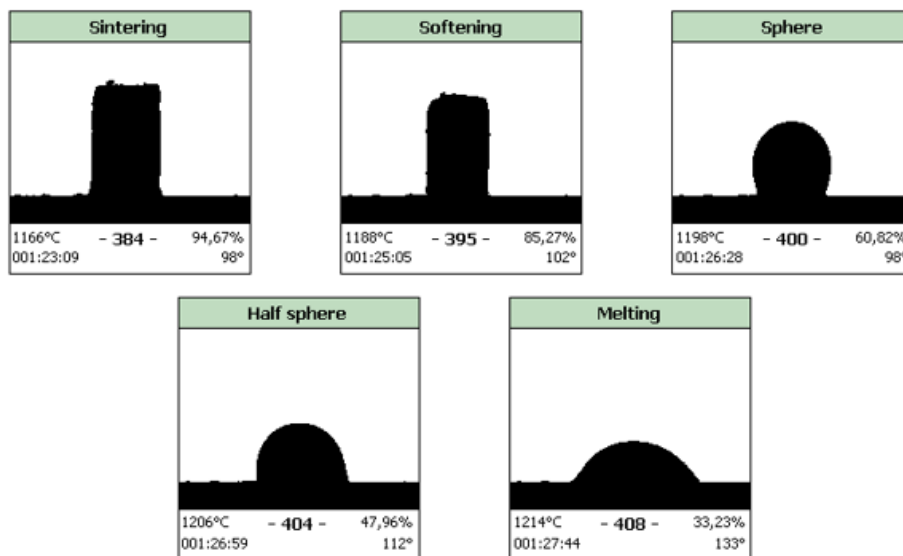 Sintering
1166°C - 384 - 94,67%
001:23:09 98°
Softening
1188°C - 395 - 85,27%
001:25:05 102°
Sphere
1198°C - 400 - 60,82%
001:26:28 98°
Half sphere
1206°C - 404 - 47,96%
001:26:59 112°
Melting
1214°C - 408 - 33,23%
001:27:44 133°